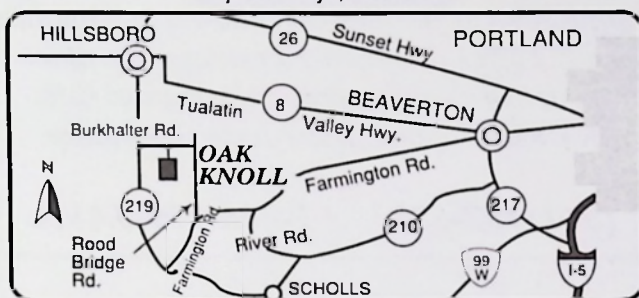 HILLSBORO
26
Sunset Hwy
PORTLAND
Tualatin
8
Valley Hwy.
BEAVERTON
Burkhalter Rd.
OAK
KNOLL
Farmington Rd.
N
219
Rood
Bridge
Rd.
Farmington Rd.
River Rd.
210
217
99
W
I-5
SCHOLLS